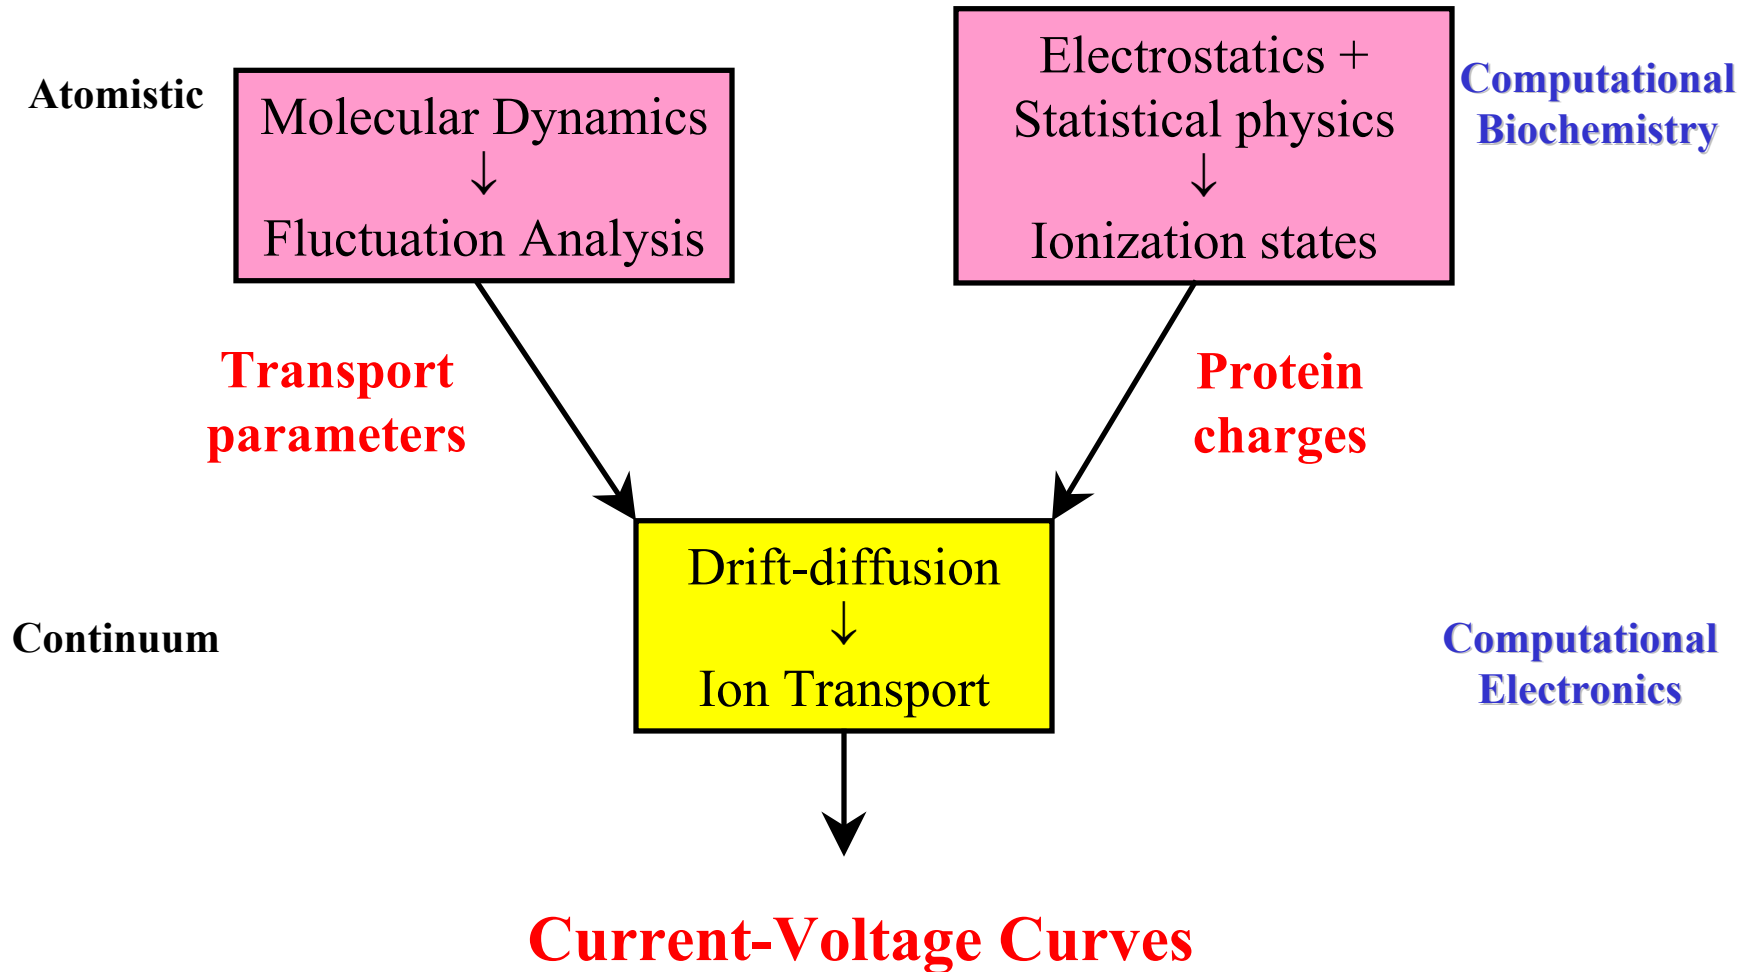 Atomistic
Molecular Dynamics
↓
Fluctuation Analysis
Electrostatics +
Statistical physics
↓
Ionization states
Computational
Biochemistry
Transport
parameters
Protein
charges
Continuum
Drift-diffusion
↓
Ion Transport
Computational
Electronics
Current-Voltage Curves